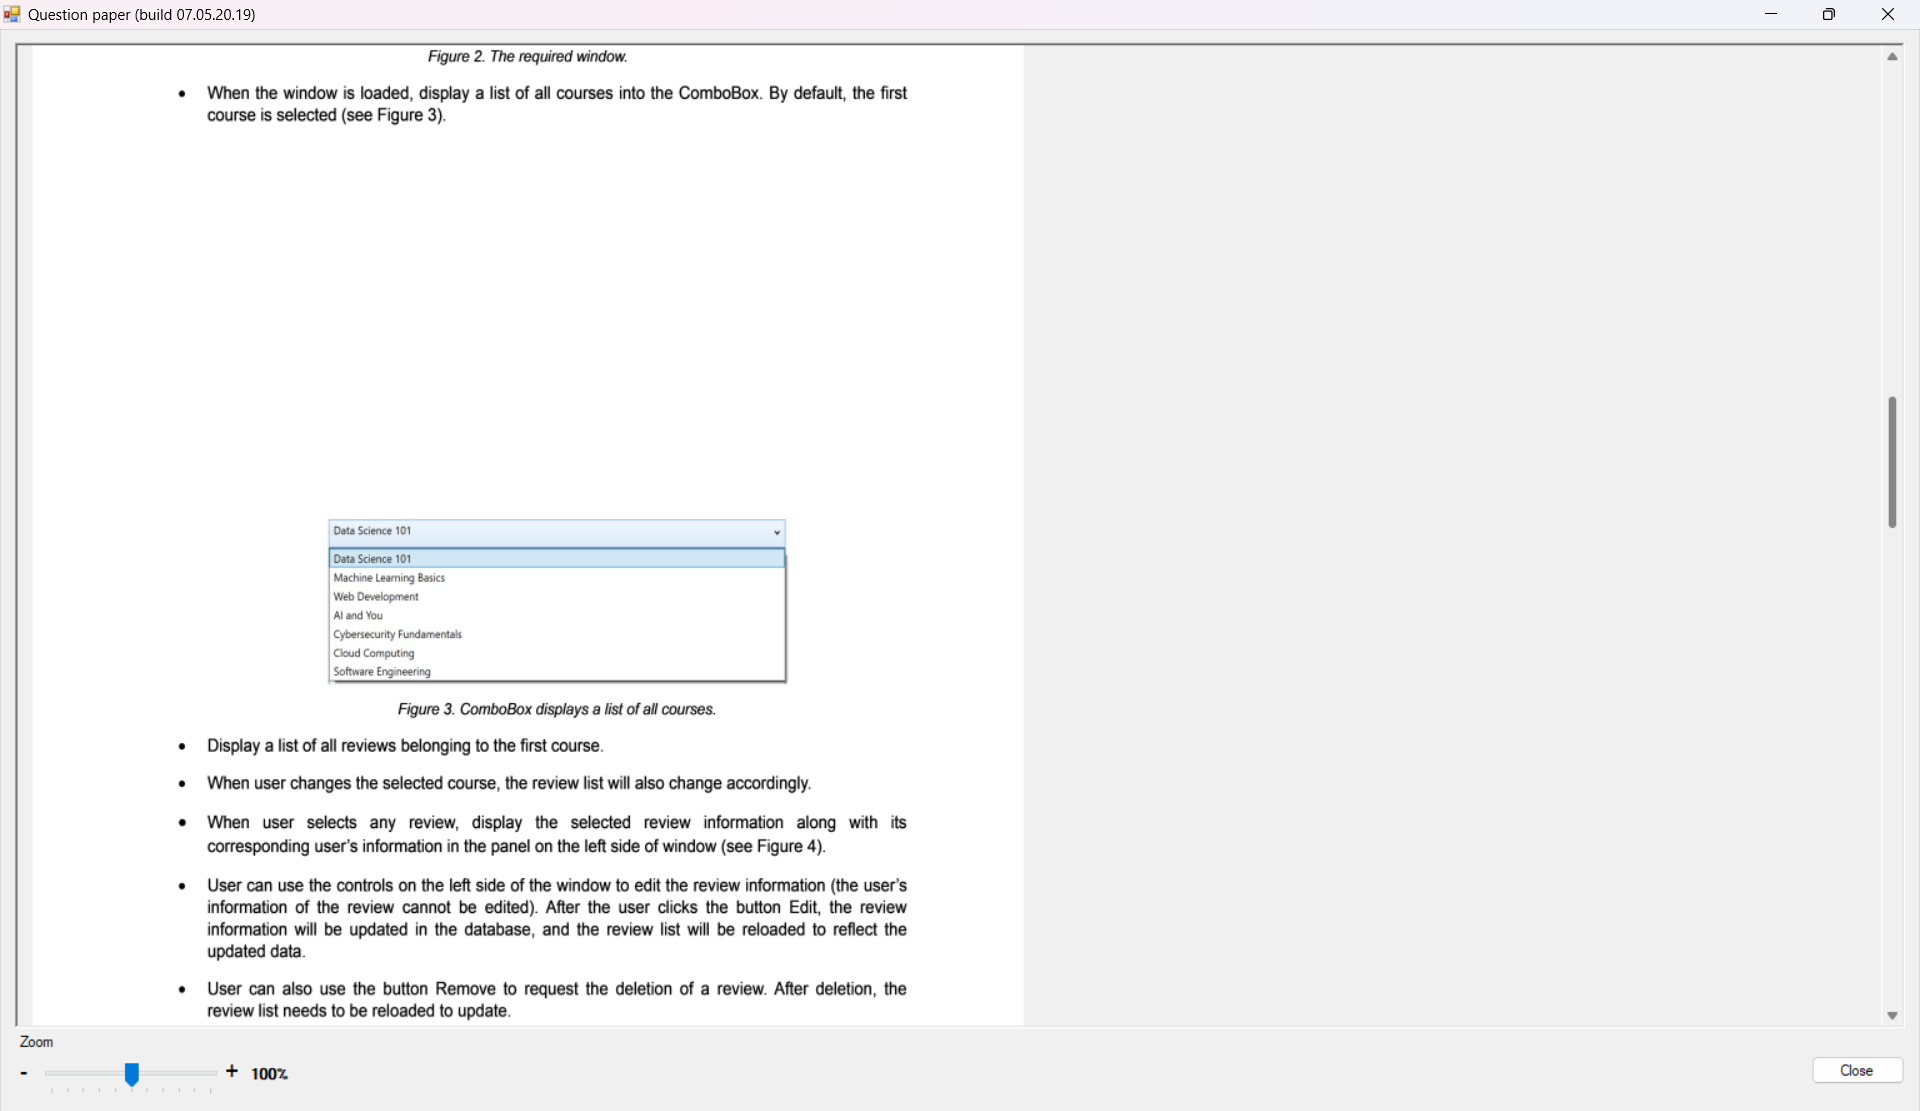 Question paper (build 07.05.20.19)
Figure 2. The required window.
• When the window is loaded, display a list of all courses into the ComboBox. By default, the first
course is selected (see Figure 3).
Data Science 101
Data Science 101
Machine Learning Basics
Web Development
AI and You
Cybersecurity Fundamentals
Cloud Computing
Software Engineering
Figure 3. ComboBox displays a list of all courses.
• Display a list of all reviews belonging to the first course.
• When user changes the selected course, the review list will also change accordingly.
• When user selects any review, display the selected review information along with its
corresponding user's information in the panel on the left side of window (see Figure 4).
• User can use the controls on the left side of the window to edit the review information (the user's
information of the review cannot be edited). After the user clicks the button Edit, the review
information will be updated in the database, and the review list will be reloaded to reflect the
updated data.
• User can also use the button Remove to request the deletion of a review. After deletion, the
review list needs to be reloaded to update.
Zoom
- + 100%
Close